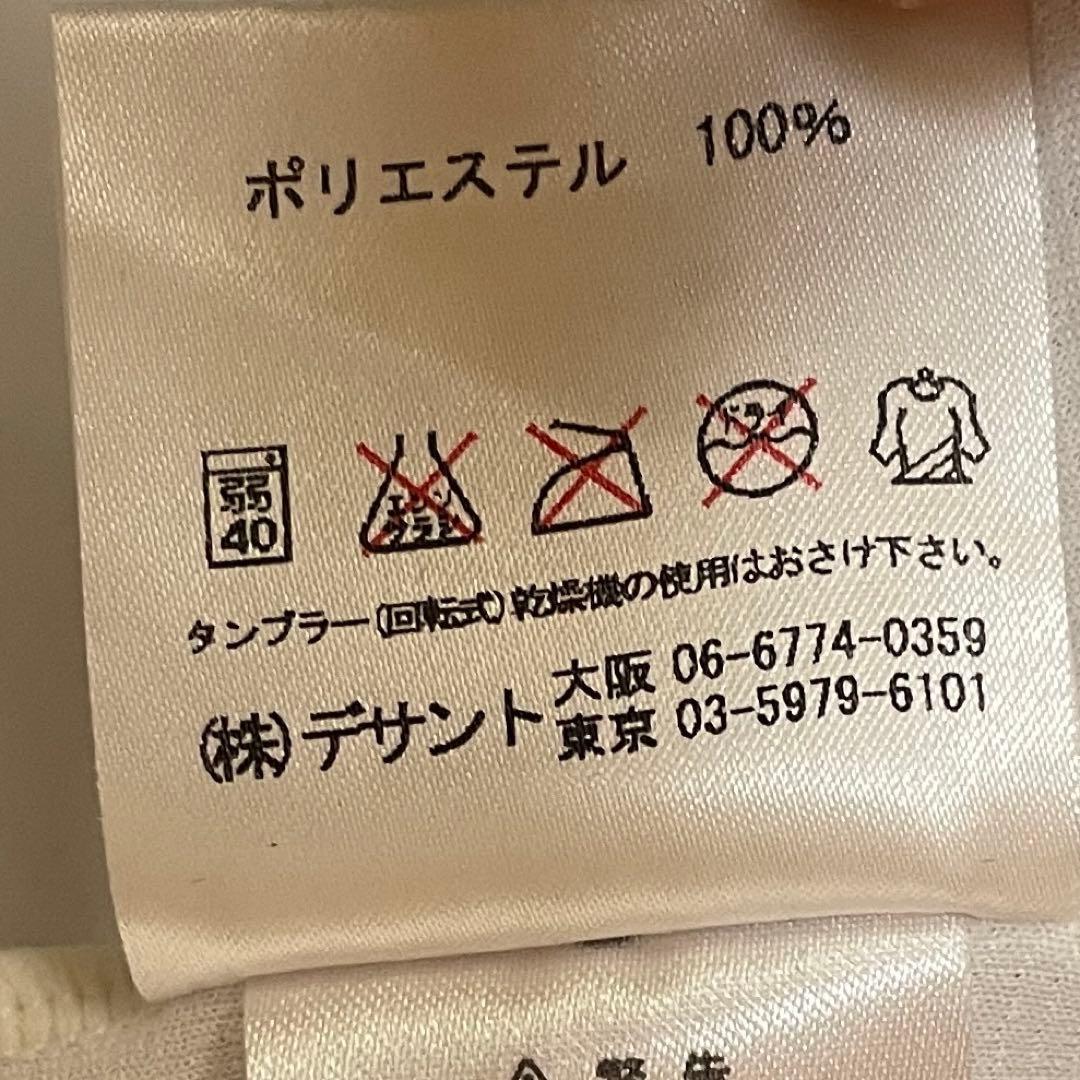 ポリエステル 100%
弱
40
エンソ
サラシ
ドライ
タンブラー(回転式)乾燥機の使用はおさけ下さい。
(株)デサント 大阪 06-6774-0359
東京 03-5979-6101
警告